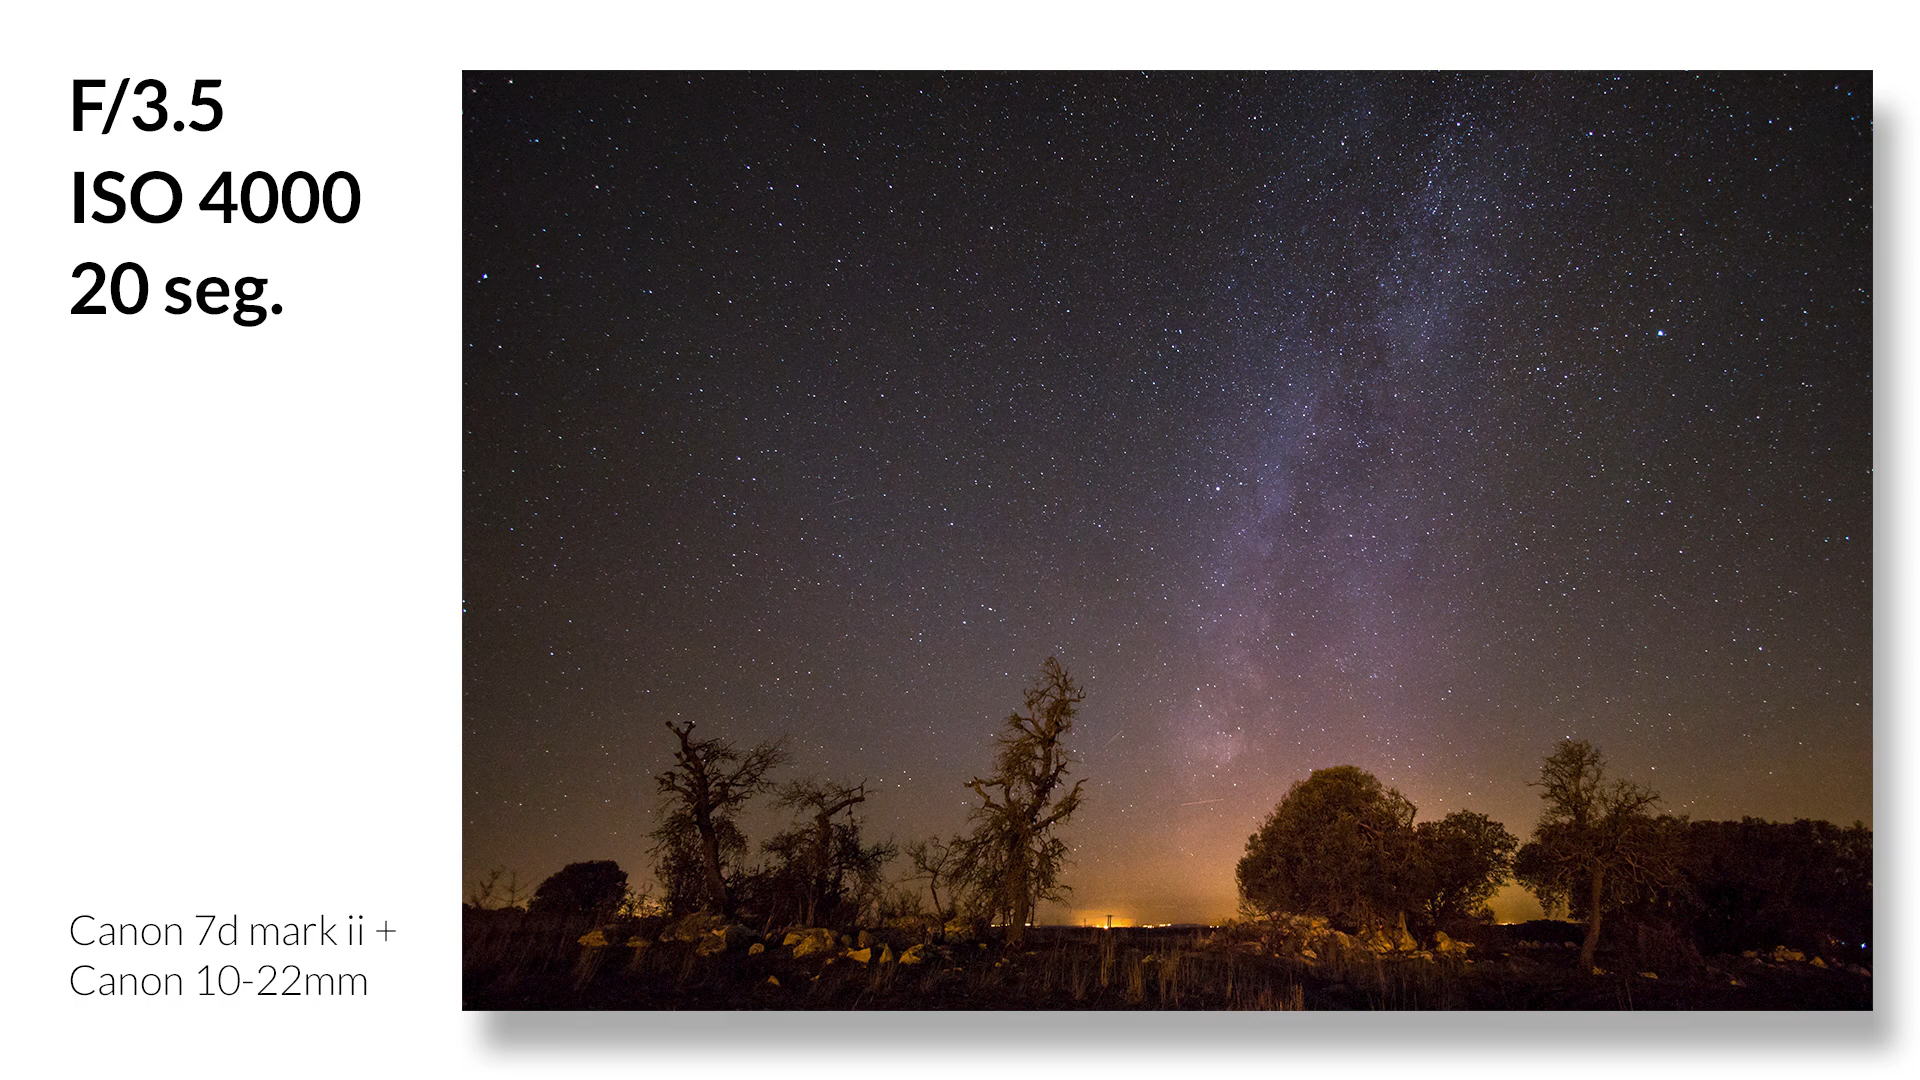 F/3.5
ISO 4000
20 seg.
Canon 7d mark ii +
Canon 10-22mm